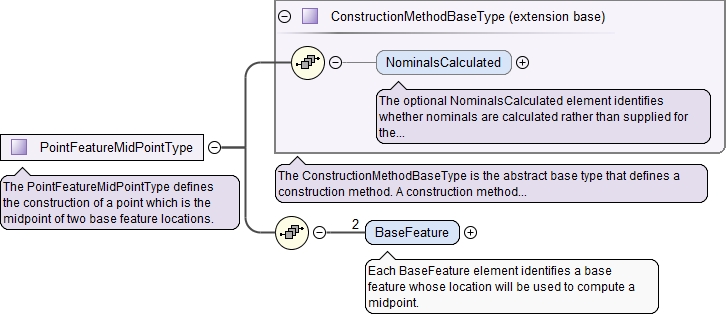 ConstructionMethodBaseType (extension base)
NominalsCalculated
The optional NominalsCalculated element identifies
whether nominals are calculated rather than supplied for
the...
PointFeatureMidPointType
The PointFeatureMidPointType defines
the construction of a point which is the
midpoint of two base feature locations.
The ConstructionMethodBaseType is the abstract base type that defines a
construction method. A construction method...
2
BaseFeature
Each BaseFeature element identifies a base
feature whose location will be used to compute a
midpoint.